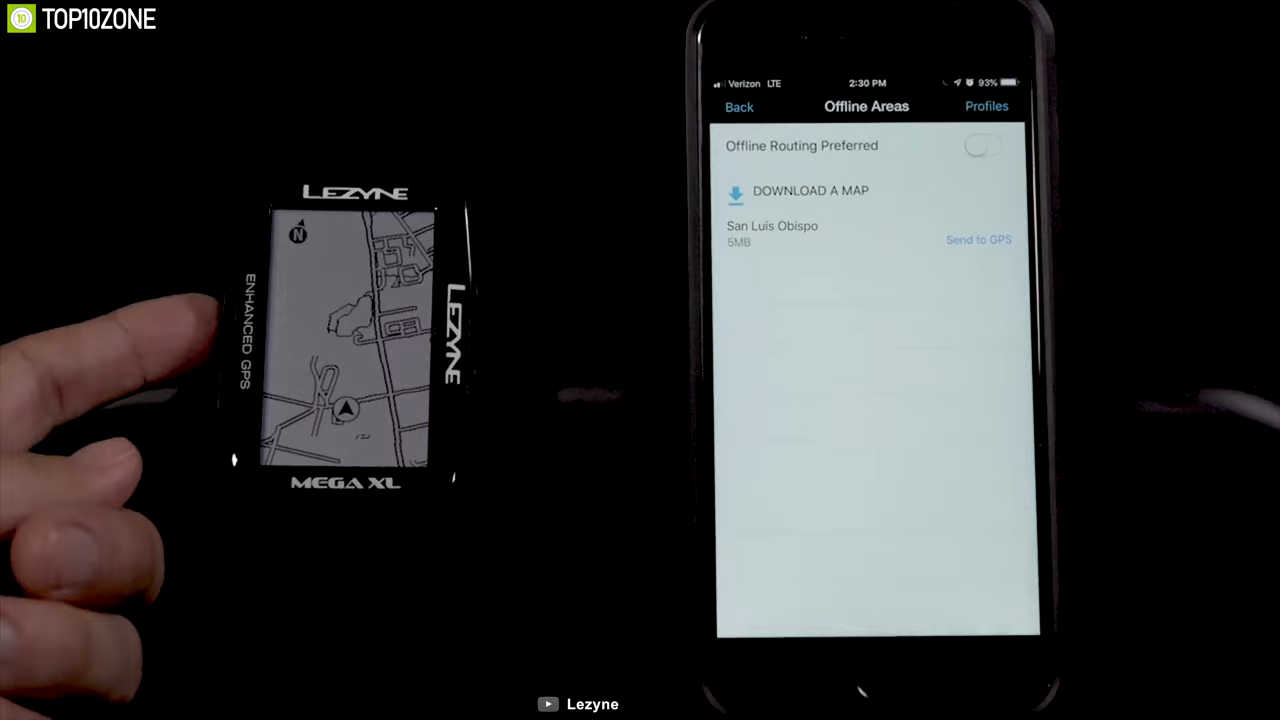 10 TOP10ZONE
LEZYNE
N
ENHANCED GPS
LEZYNE
MEGA XL
Verizon LTE
2:30 PM
93%
Back
Offline Areas
Profiles
Offline Routing Preferred
DOWNLOAD A MAP
San Luis Obispo
5MB
Send to GPS
Lezyne